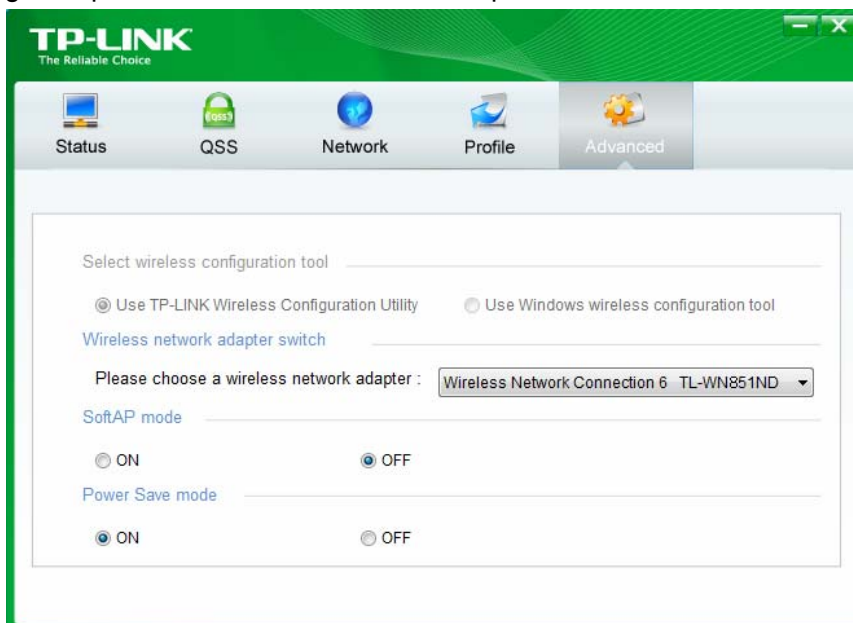 TP-LINK
The Reliable Choice
Status QSS Network Profile Advanced
Select wireless configuration tool
Use TP-LINK Wireless Configuration Utility Use Windows wireless configuration tool
Wireless network adapter switch
Please choose a wireless network adapter : Wireless Network Connection 6 TL-WN851ND
SoftAP mode
ON OFF
Power Save mode
ON OFF